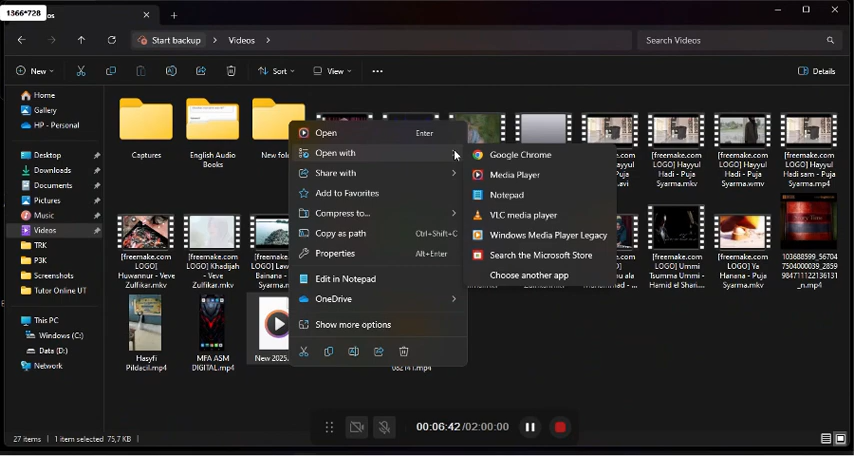 1366*728
Start backup
Videos
Search Videos
New
Sort
View
Details
Home
Gallery
HP - Personal
Desktop
Downloads
Documents
Pictures
Music
Videos
TRK
P3K
Screenshots
Tutor Online UT
This PC
Windows (C:)
Data (D:)
Network
Captures
English Audio
Books
New fol
Open
Enter
Open with
Share with
Add to Favorites
Compress to...
Copy as path
Ctrl+Shift+C
Properties
Alt+Enter
Edit in Notepad
OneDrive
Show more options
Google Chrome
Media Player
Notepad
VLC media player
Windows Media Player Legacy
Search the Microsoft Store
Choose another app
[freemake.com
LOGO] Hayyul
Hadi - Puja
Syarma.mkv
[freemake.com
LOGO] Hayyul
Hadi - Puja
Syarma.wmv
[freemake.com
LOGO] Hayyul
Hadi - Puja
Syarma.mp4
[freemake.com
LOGO]
Huwannur - Veve
Zulfikar.mkv
[freemake.com
LOGO] Khadijah
- Veve
Zulfikar.mkv
[freemake.com
LOGO] Ummi
Tsumma Ummi -
Hamid el Shari...
[freemake.com
LOGO] Ya
Hanana - Puja
Syarma.mkv
_n.mp4
Hasyfi
Pildacil.mp4
MFA ASM
DIGITAL.mp4
New 2025.
082141.mp4
00:06:42/02:00:00
27 items
1 item selected 75,7 KB